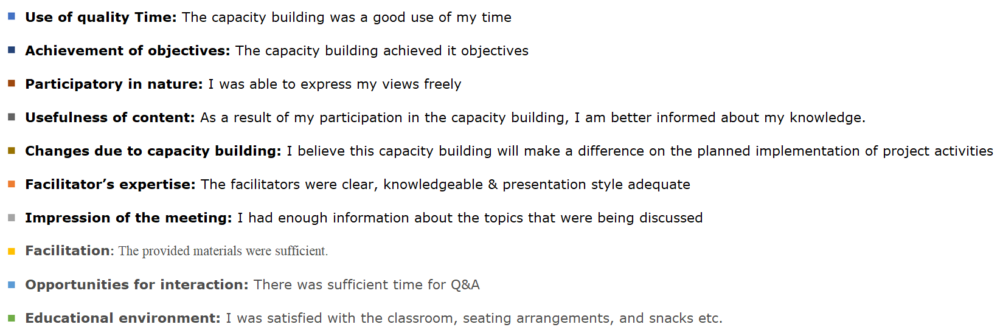 Use of quality Time: The capacity building was a good use of my time
Achievement of objectives: The capacity building achieved it objectives
Participatory in nature: I was able to express my views freely
Usefulness of content: As a result of my participation in the capacity building, I am better informed about my knowledge.
Changes due to capacity building: I believe this capacity building will make a difference on the planned implementation of project activities
Facilitator’s expertise: The facilitators were clear, knowledgeable & presentation style adequate
Impression of the meeting: I had enough information about the topics that were being discussed
Facilitation: The provided materials were sufficient.
Opportunities for interaction: There was sufficient time for Q&A
Educational environment: I was satisfied with the classroom, seating arrangements, and snacks etc.